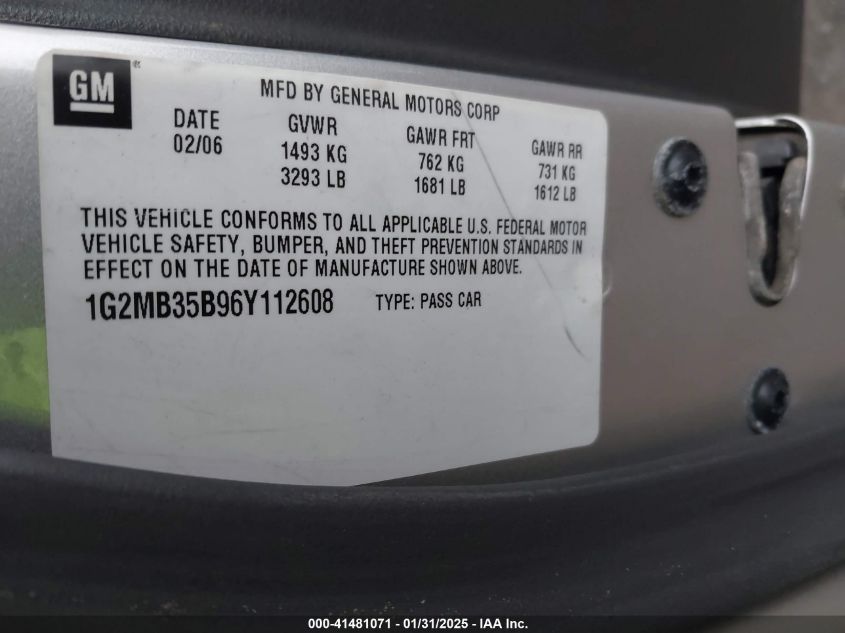 GM
MFD BY GENERAL MOTORS CORP
DATE GVWR GAWR FRT GAWR RR
02/06 1493 KG 762 KG 731 KG
3293 LB 1681 LB 1612 LB
THIS VEHICLE CONFORMS TO ALL APPLICABLE U.S. FEDERAL MOTOR
VEHICLE SAFETY, BUMPER, AND THEFT PREVENTION STANDARDS IN
EFFECT ON THE DATE OF MANUFACTURE SHOWN ABOVE.
1G2MB35B96Y112608 TYPE: PASS CAR
000-41481071 - 01/31/2025 - IAA Inc.